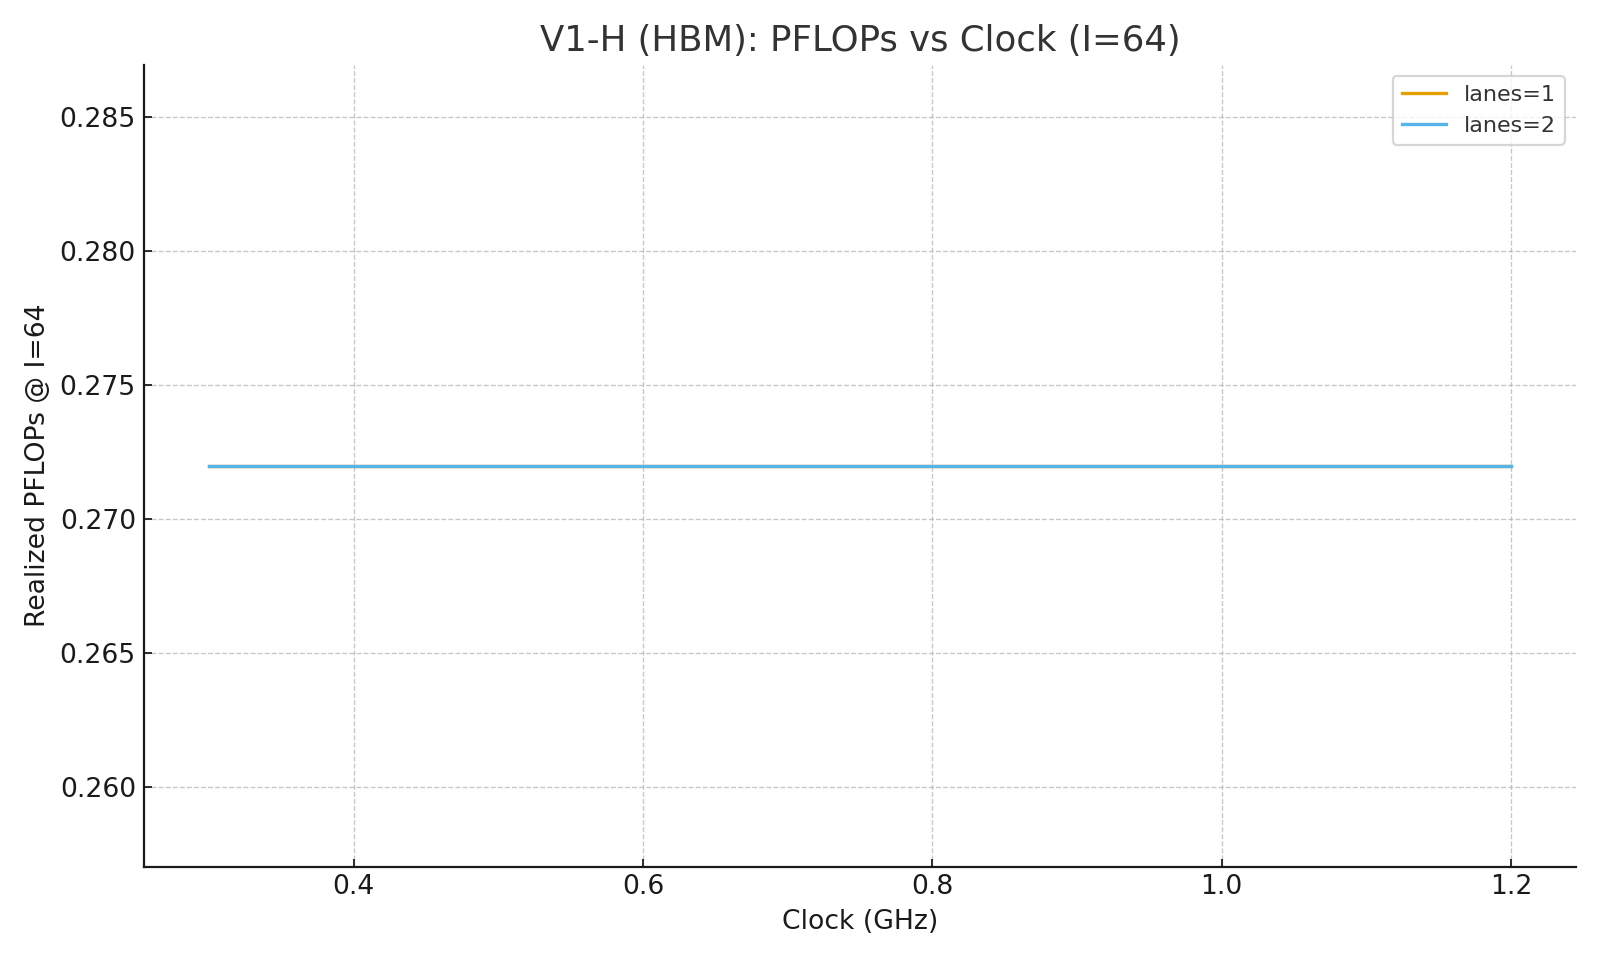 V1-H (HBM): PFLOPs vs Clock (I=64)
lanes=1
lanes=2
Realized PFLOPs @ I=64
0.285
0.280
0.275
0.270
0.265
0.260
0.4 0.6 0.8 1.0 1.2
Clock (GHz)